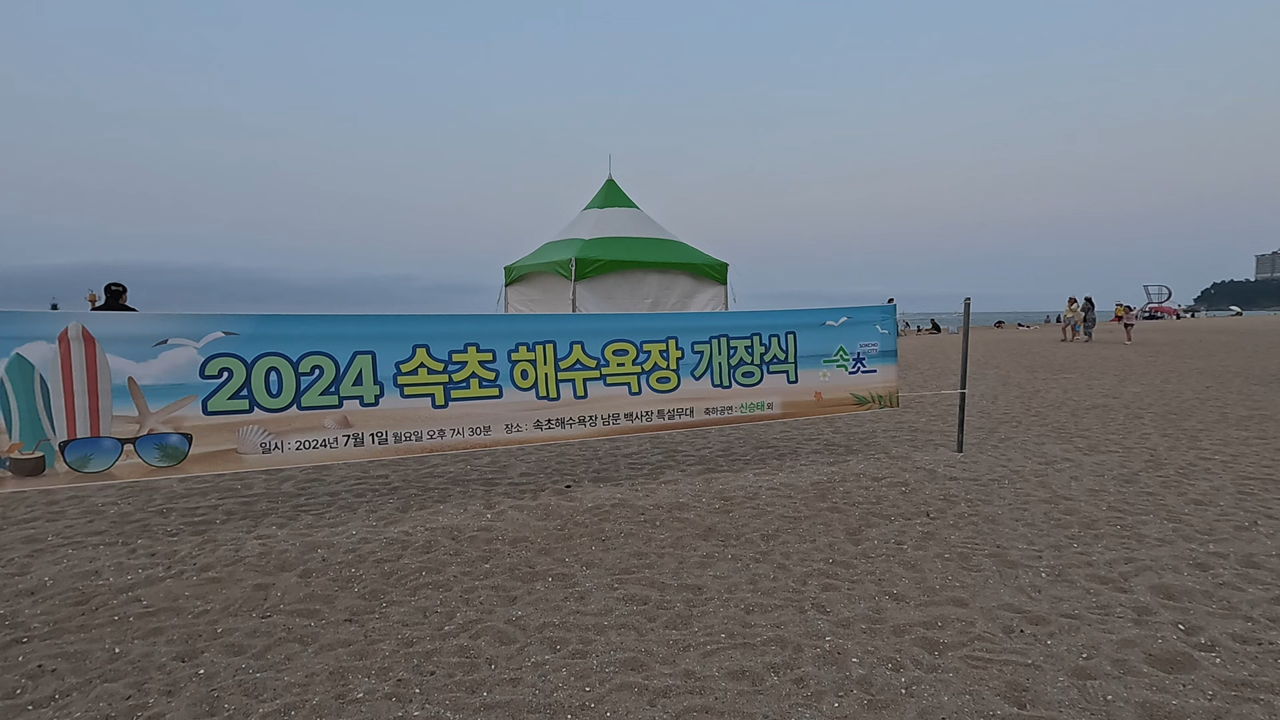 2024 속초 해수욕장 개장식
SOKCHO
CITY
속초
일시 : 2024년 7월 1일 월요일 오후 7시 30분 장소 : 속초해수욕장 남문 백사장 특설무대 축하공연 : 신승태 외